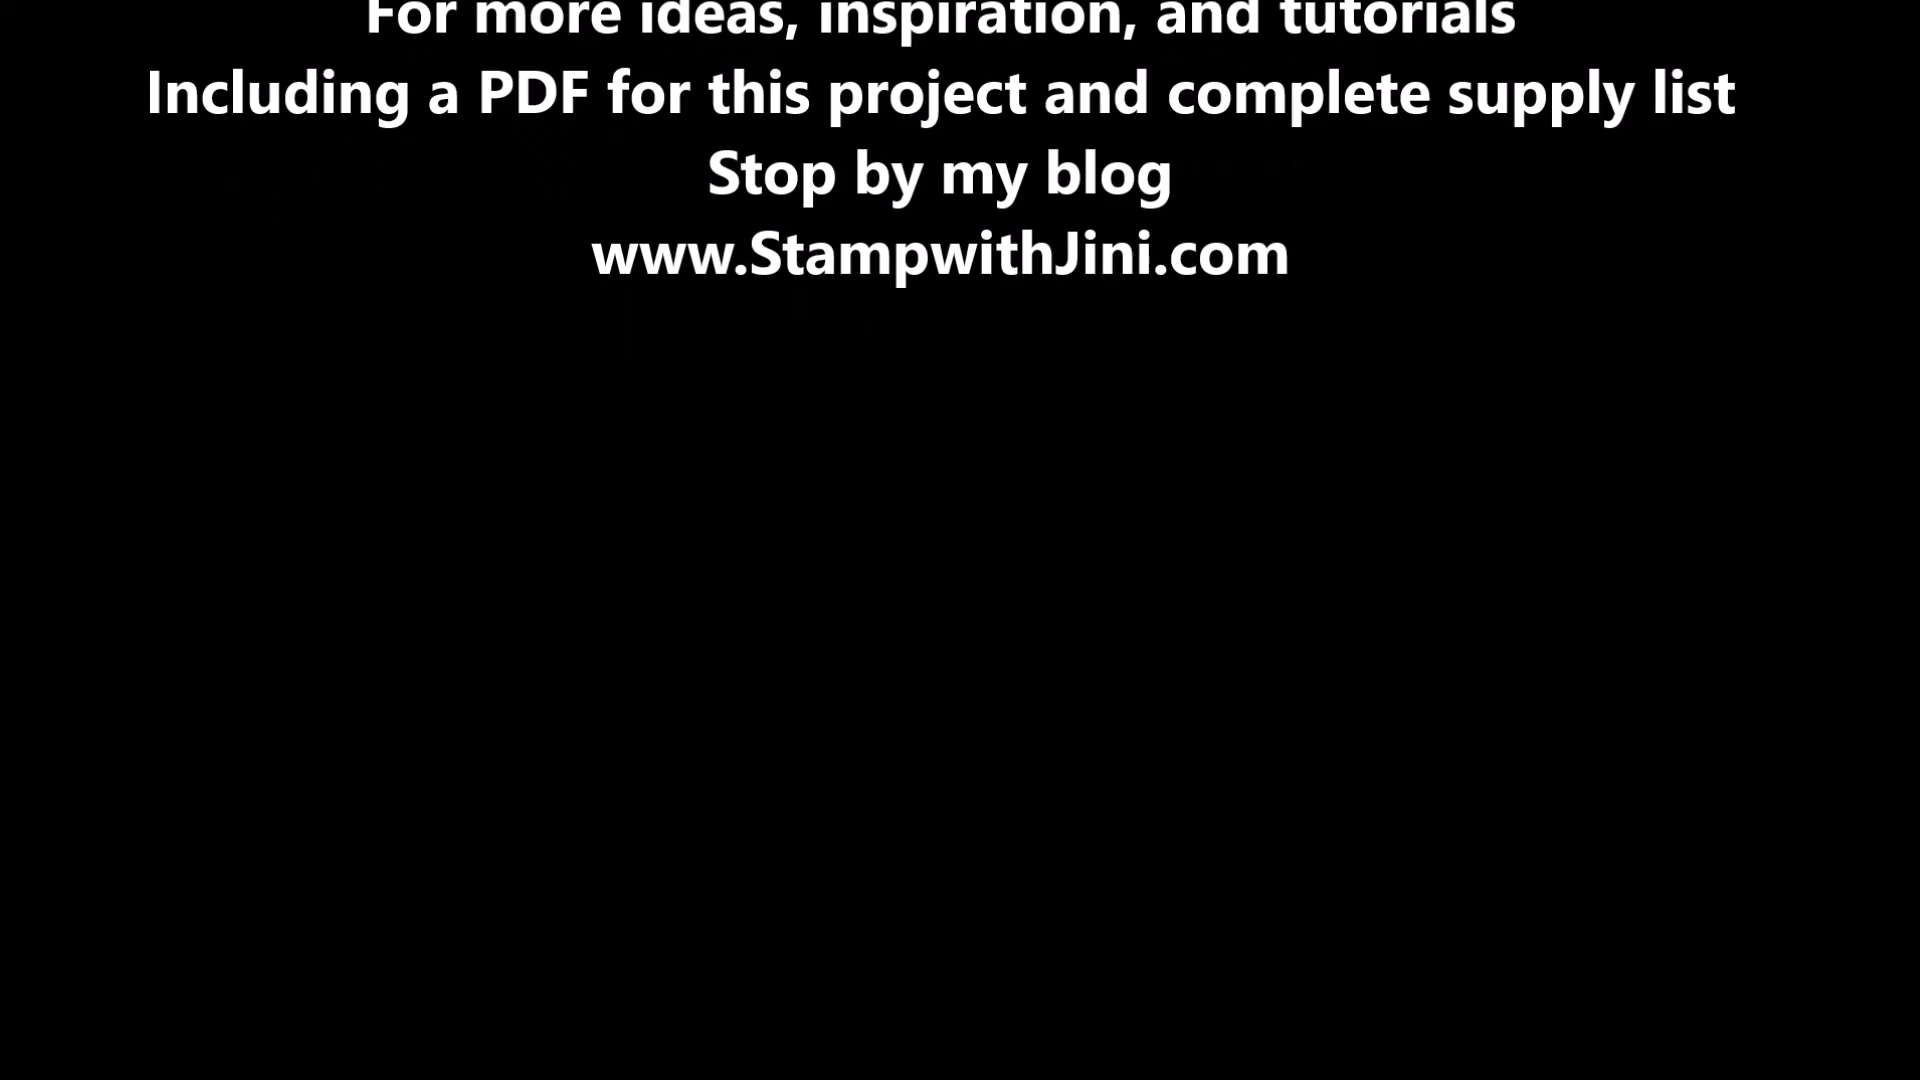 For more ideas, inspiration, and tutorials
Including a PDF for this project and complete supply list
Stop by my blog
www.StampwithJini.com